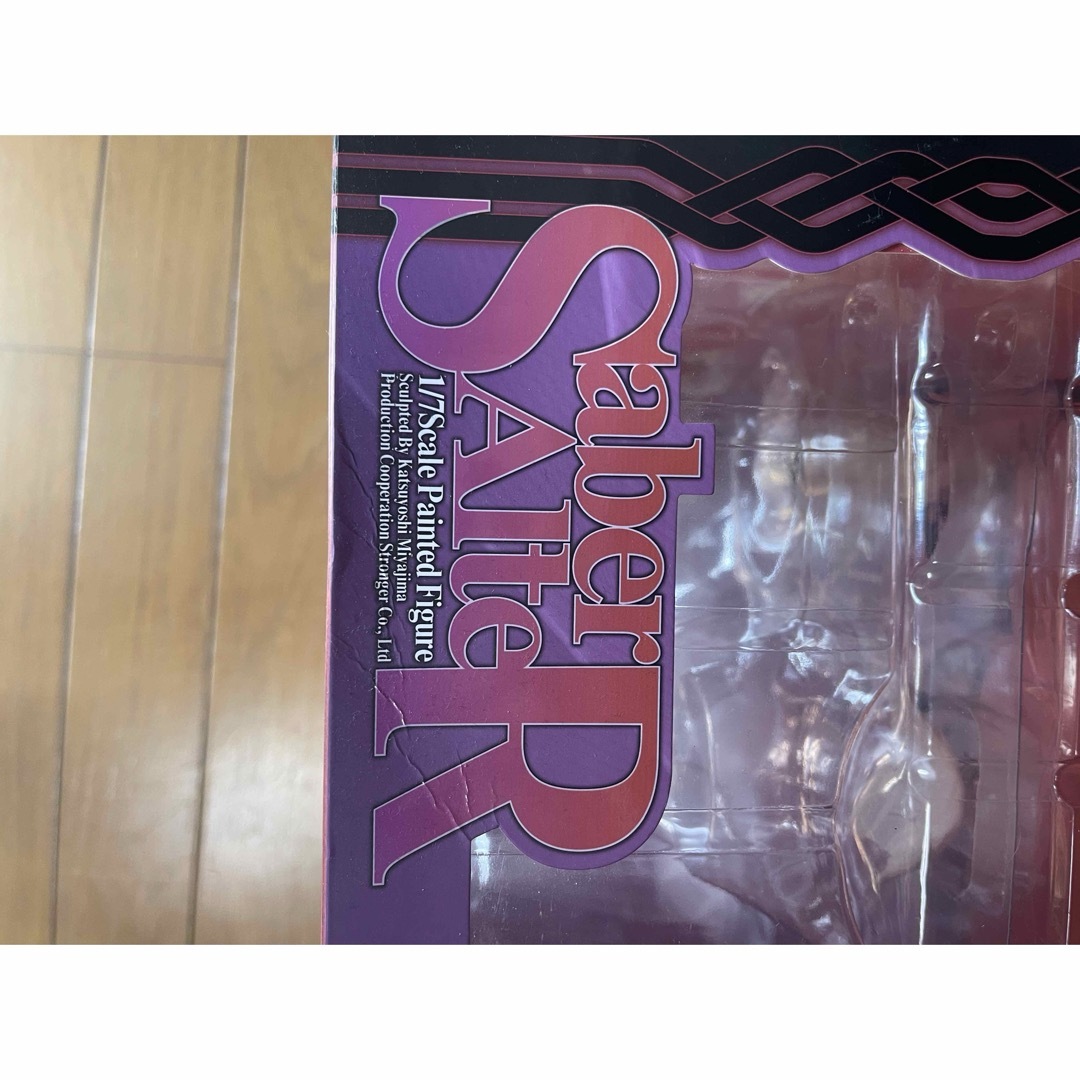 Saber
Alter
1/7Scale Painted Figure
Sculpted By Katsuyoshi Miyajima
Production Cooperation Stronger Co., Ltd